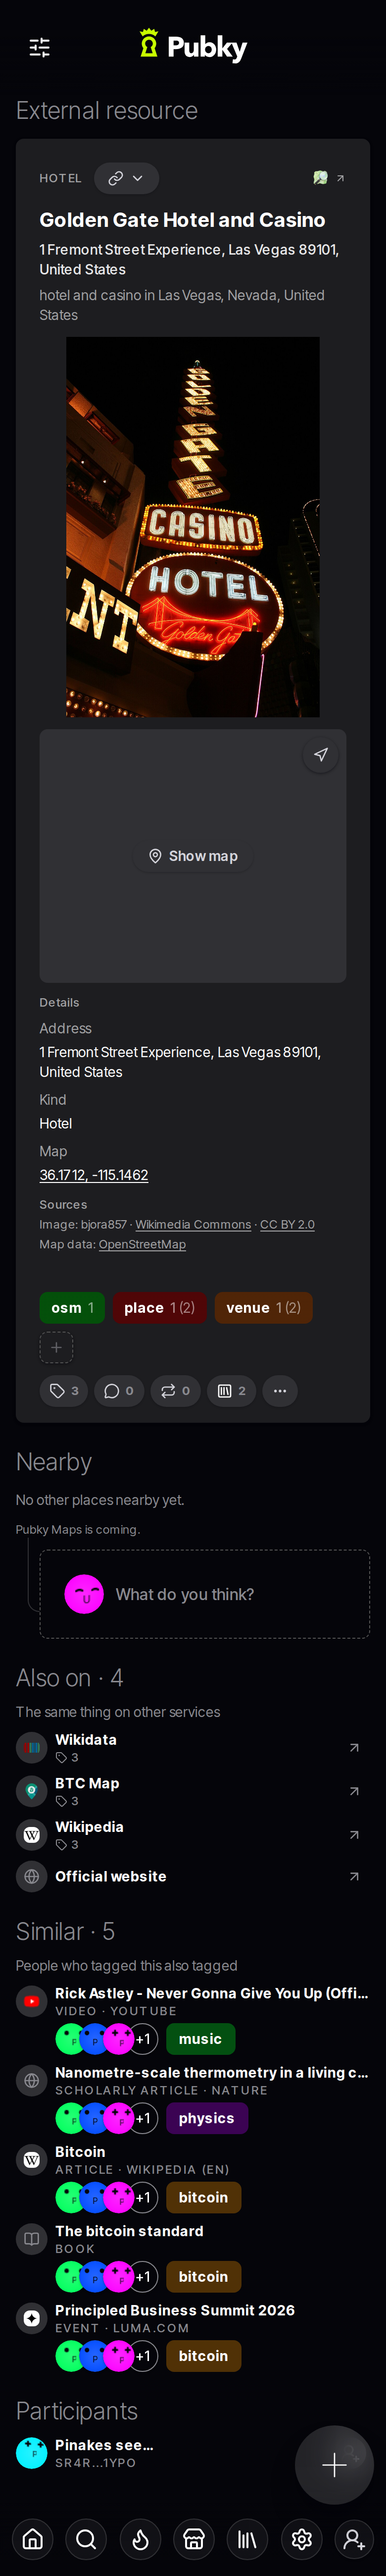 Pubky
External resource
HOTEL
Golden Gate Hotel and Casino
1 Fremont Street Experience, Las Vegas 89101,
United States
hotel and casino in Las Vegas, Nevada, United
States
GOLDEN GATE
CASINO
HOTEL
Golden Ga
NT
Show map
Details
Address
1 Fremont Street Experience, Las Vegas 89101,
United States
Kind
Hotel
Map
36.1712, -115.1462
Sources
Image: bjora857 · Wikimedia Commons · CC BY 2.0
Map data: OpenStreetMap
osm 1
place 1 (2)
venue 1 (2)
+
3
0
0
2
Nearby
No other places nearby yet.
Pubky Maps is coming.
What do you think?
Also on · 4
The same thing on other services
Wikidata
3
BTC Map
3
Wikipedia
3
Official website
Similar · 5
People who tagged this also tagged
Rick Astley - Never Gonna Give You Up (Offi...
VIDEO · YOUTUBE
+1
music
Nanometre-scale thermometry in a living c...
SCHOLARLY ARTICLE · NATURE
+1
physics
Bitcoin
ARTICLE · WIKIPEDIA (EN)
+1
bitcoin
The bitcoin standard
BOOK
+1
bitcoin
Principled Business Summit 2026
EVENT · LUMA.COM
+1
bitcoin
Participants
Pinakes see...
SR4R...1YPO